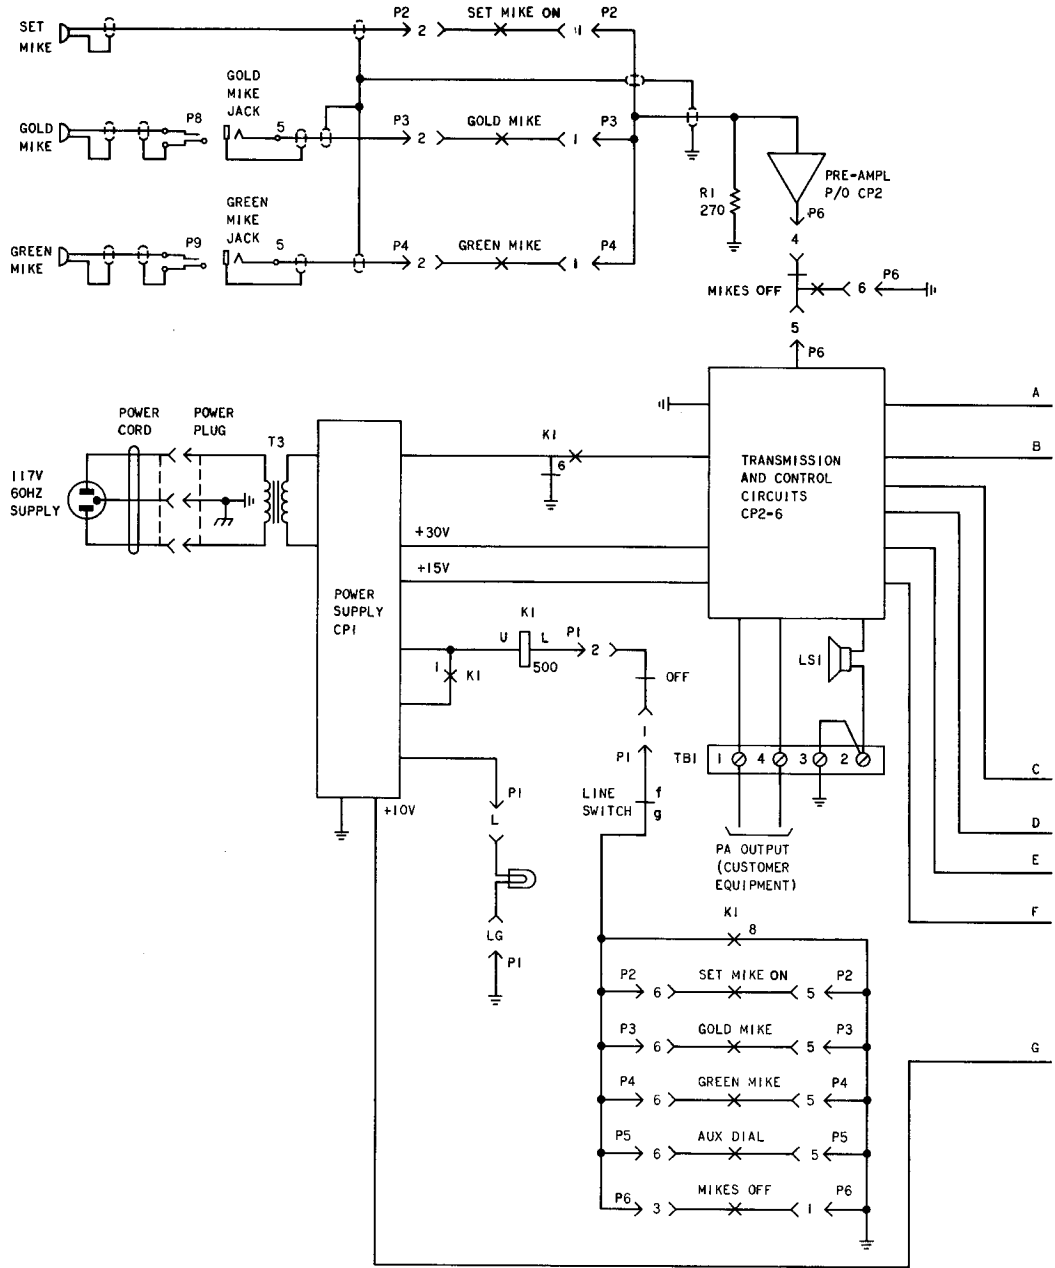 SET
MIKE
P2
2
SET MIKE ON
1
P2
GOLD
MIKE
P8
GOLD
MIKE
JACK
5
P3
2
GOLD MIKE
1
P3
GREEN
MIKE
P9
GREEN
MIKE
JACK
5
P4
2
GREEN MIKE
1
P4
R1
270
PRE-AMPL
P/O CP2
P6
4
MIKES OFF
6
P6
5
P6
POWER
CORD
POWER
PLUG
T3
117V
60HZ
SUPPLY
K1
6
+30V
+15V
POWER
SUPPLY
CP1
TRANSMISSION
AND CONTROL
CIRCUITS
CP2-6
A
B
U
K1
L
500
P1
2
1
K1
OFF
1
P1
LS1
TB1
1
4
3
2
LINE
SWITCH
f
g
+10V
P1
L
LG
P1
PA OUTPUT
(CUSTOMER
EQUIPMENT)
C
D
E
F
K1
8
P2
6
SET MIKE ON
5
P2
P3
6
GOLD MIKE
5
P3
P4
6
GREEN MIKE
5
P4
P5
6
AUX DIAL
5
P5
P6
3
MIKES OFF
1
P6
G